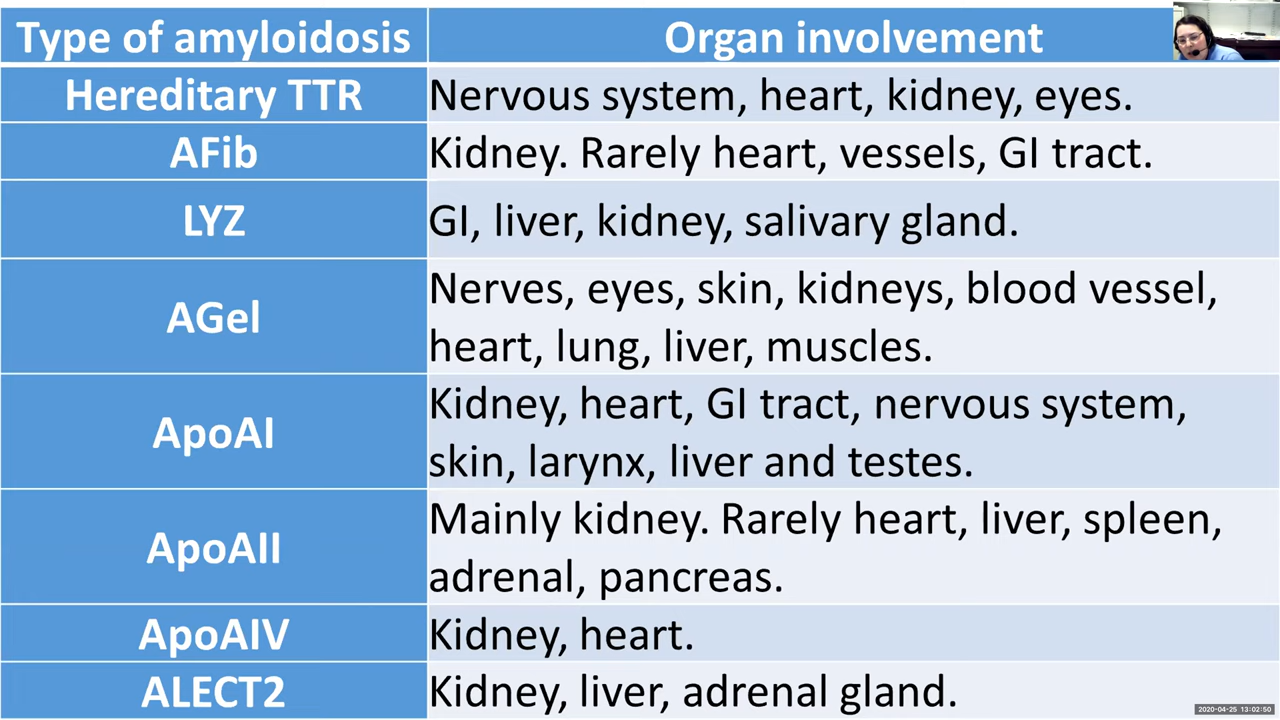 Type of amyloidosis
Organ involvement
Hereditary TTR
Nervous system, heart, kidney, eyes.
AFib
Kidney. Rarely heart, vessels, GI tract.
LYZ
GI, liver, kidney, salivary gland.
AGel
Nerves, eyes, skin, kidneys, blood vessel,
heart, lung, liver, muscles.
ApoAI
Kidney, heart, GI tract, nervous system,
skin, larynx, liver and testes.
ApoAII
Mainly kidney. Rarely heart, liver, spleen,
adrenal, pancreas.
ApoAIV
Kidney, heart.
ALECT2
Kidney, liver, adrenal gland.
2020-04-25 13:02:50